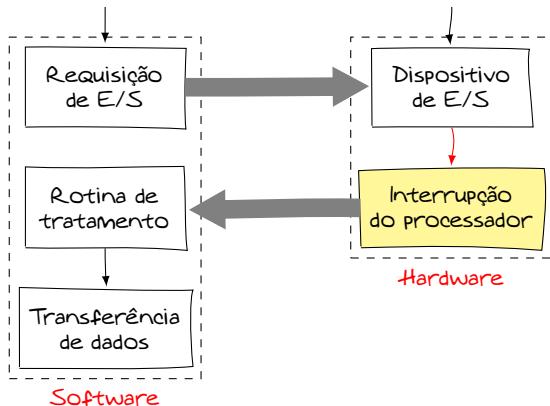 Requisição
de E/S
Dispositivo
de E/S
Rotina de
tratamento
Interrupção
do processador
Hardware
Transferência
de dados
Software